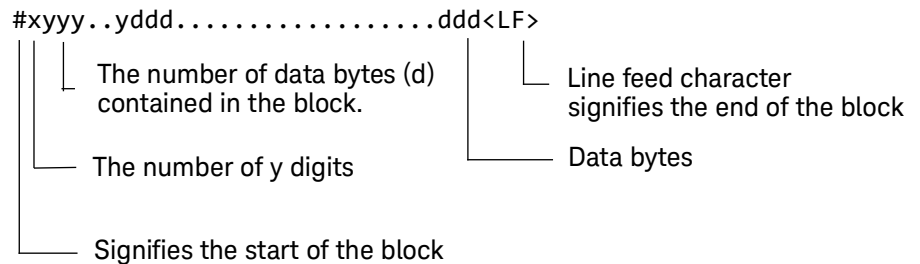 #xyyy..yddd..................ddd<LF>
The number of data bytes (d)
contained in the block.
Line feed character
signifies the end of the block
The number of y digits
Data bytes
Signifies the start of the block